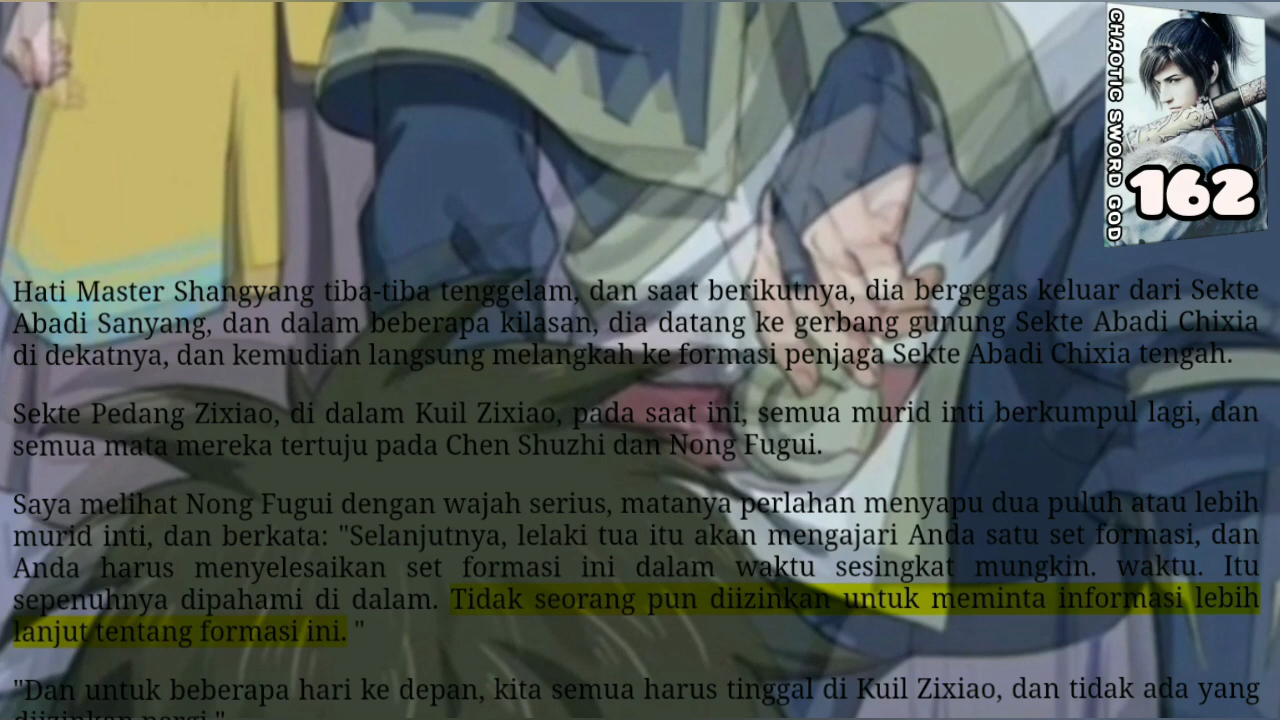 CHAOTIC SWORD GOD
162
Hati Master Shangyang tiba-tiba tenggelam, dan saat berikutnya, dia bergegas keluar dari Sekte
Abadi Sanyang, dan dalam beberapa kilasan, dia datang ke gerbang gunung Sekte Abadi Chixia
di dekatnya, dan kemudian langsung melangkah ke formasi penjaga Sekte Abadi Chixia tengah.
Sekte Pedang Zixiao, di dalam Kuil Zixiao, pada saat ini, semua murid inti berkumpul lagi, dan
semua mata mereka tertuju pada Chen Shuzhi dan Nong Fugui.
Saya melihat Nong Fugui dengan wajah serius, matanya perlahan menyapu dua puluh atau lebih
murid inti, dan berkata: "Selanjutnya, lelaki tua itu akan mengajari Anda satu set formasi, dan
Anda harus menyelesaikan set formasi ini dalam waktu sesingkat mungkin. waktu. Itu
sepenuhnya dipahami di dalam. Tidak seorang pun diizinkan untuk meminta informasi lebih
lanjut tentang formasi ini. "
"Dan untuk beberapa hari ke depan, kita semua harus tinggal di Kuil Zixiao, dan tidak ada yang
diizinkan pergi."